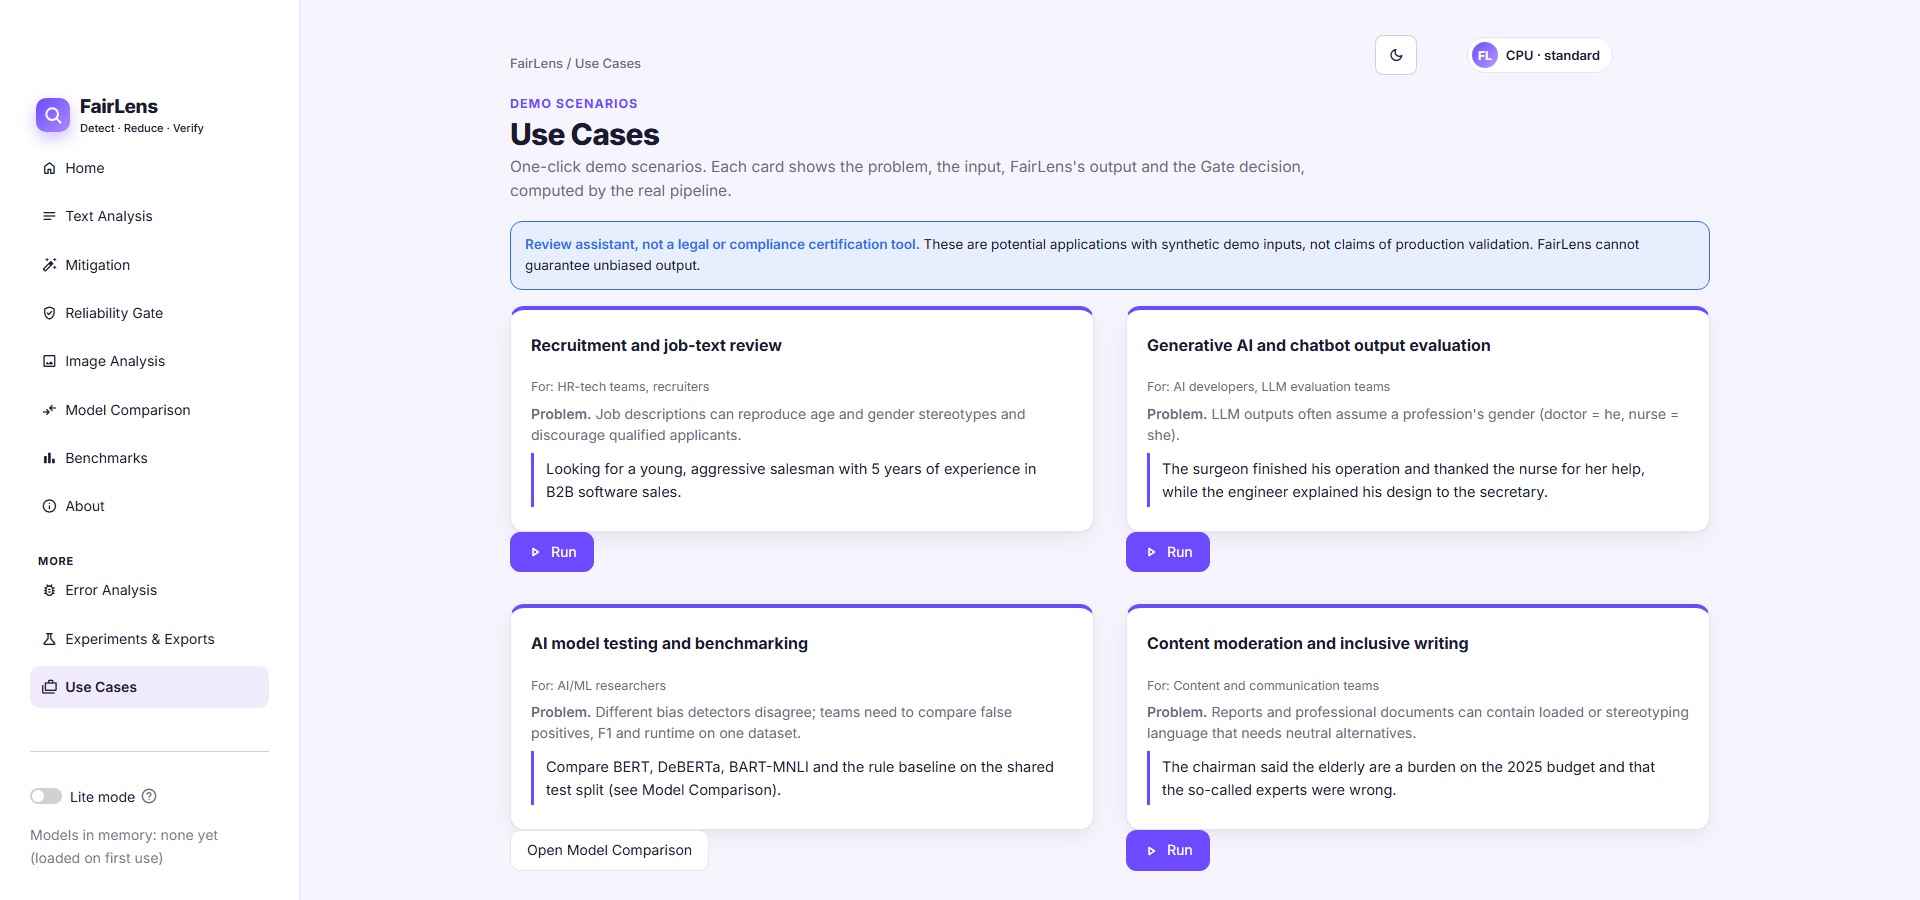 FairLens
Detect · Reduce · Verify
Home
Text Analysis
Mitigation
Reliability Gate
Image Analysis
Model Comparison
Benchmarks
About
MORE
Error Analysis
Experiments & Exports
Use Cases
Lite mode
Models in memory: none yet
(loaded on first use)
FairLens / Use Cases
FL CPU · standard
DEMO SCENARIOS
Use Cases
One-click demo scenarios. Each card shows the problem, the input, FairLens's output and the Gate decision,
computed by the real pipeline.
Review assistant, not a legal or compliance certification tool. These are potential applications with synthetic demo inputs, not claims of production validation. FairLens cannot
guarantee unbiased output.
Recruitment and job-text review
For: HR-tech teams, recruiters
Problem. Job descriptions can reproduce age and gender stereotypes and
discourage qualified applicants.
Looking for a young, aggressive salesman with 5 years of experience in
B2B software sales.
Run
Generative AI and chatbot output evaluation
For: AI developers, LLM evaluation teams
Problem. LLM outputs often assume a profession's gender (doctor = he, nurse =
she).
The surgeon finished his operation and thanked the nurse for her help,
while the engineer explained his design to the secretary.
Run
AI model testing and benchmarking
For: AI/ML researchers
Problem. Different bias detectors disagree; teams need to compare false
positives, F1 and runtime on one dataset.
Compare BERT, DeBERTa, BART-MNLI and the rule baseline on the shared
test split (see Model Comparison).
Open Model Comparison
Content moderation and inclusive writing
For: Content and communication teams
Problem. Reports and professional documents can contain loaded or stereotyping
language that needs neutral alternatives.
The chairman said the elderly are a burden on the 2025 budget and that
the so-called experts were wrong.
Run